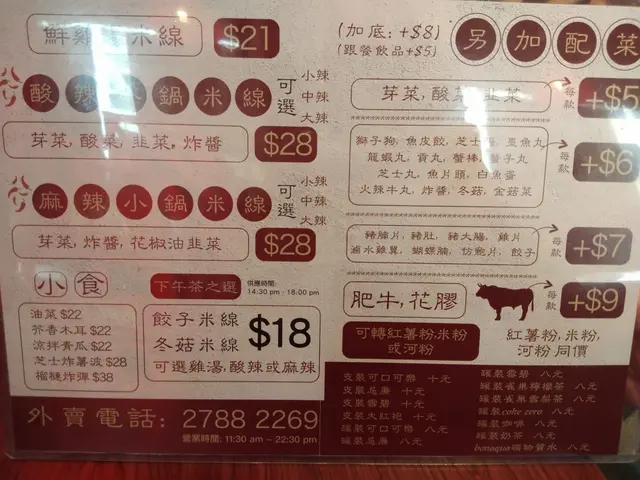 鮮雞 米線 $21
八八 酸辣小鍋米線 可選 小辣 中辣 大辣
芽菜, 酸菜, 韭菜, 炸醬 $28
麻辣小鍋米線 可選 小辣 中辣 大辣
芽菜, 炸醬, 花椒油韭菜 $28
小食
油菜 $22
芥香木耳 $22
涼拌青瓜 $22
芝士炸薯波 $28
榴槤炸彈 $38
下午茶之選 供應時間: 14:30 pm - 18:00 pm
餃子米線
冬菇米線 $18
可選雞湯, 酸辣或麻辣
外賣電話: 2788 2269
營業時間: 11:30 am ~ 22:30 pm
(加底: +$8)
(跟餐飲品+$5)
另加配菜
芽菜, 酸菜, 韭菜 每款 +$5
獅子狗, 魚皮餃, 芝士腸, 墨魚丸
龍蝦丸, 貢丸, 蟹棒, 蟹子丸
芝士丸, 魚片頭, 白魚蛋
火辣牛丸, 炸醬, 冬菇, 金菇菜
每款 +$6
豬腩片, 豬肚, 豬大腸, 雞片
滷水雞翼, 蝴蝶腩, 仿鮑片, 餃子
每款 +$7
肥牛, 花膠 每款 +$9
可轉紅薯粉, 米粉
或河粉
紅薯粉, 米粉,
河粉 同價
支裝可口可樂 十元
支裝忌廉 十元
支裝雪碧 十元
支裝大紅袍 十元
罐裝可口可樂 八元
罐裝忌廉 八元
罐裝雪碧 八元
罐裝雀巢檸檬茶 八元
罐裝雀巢雪梨茶 八元
罐裝coke zero 八元
罐裝咖啡 八元
罐裝奶茶 八元
bonaqua礦物質水 八元